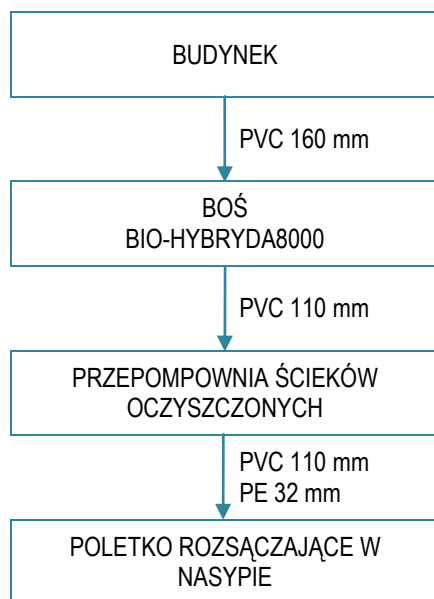 BUDYNEK
PVC 160 mm
BOŚ
BIO-HYBRYDA8000
PVC 110 mm
PRZEPOMPOWNIA ŚCIEKÓW
OCZYSZCZONYCH
PVC 110 mm
PE 32 mm
POLETKO ROZSĄCZAJĄCE W
NASYPIE